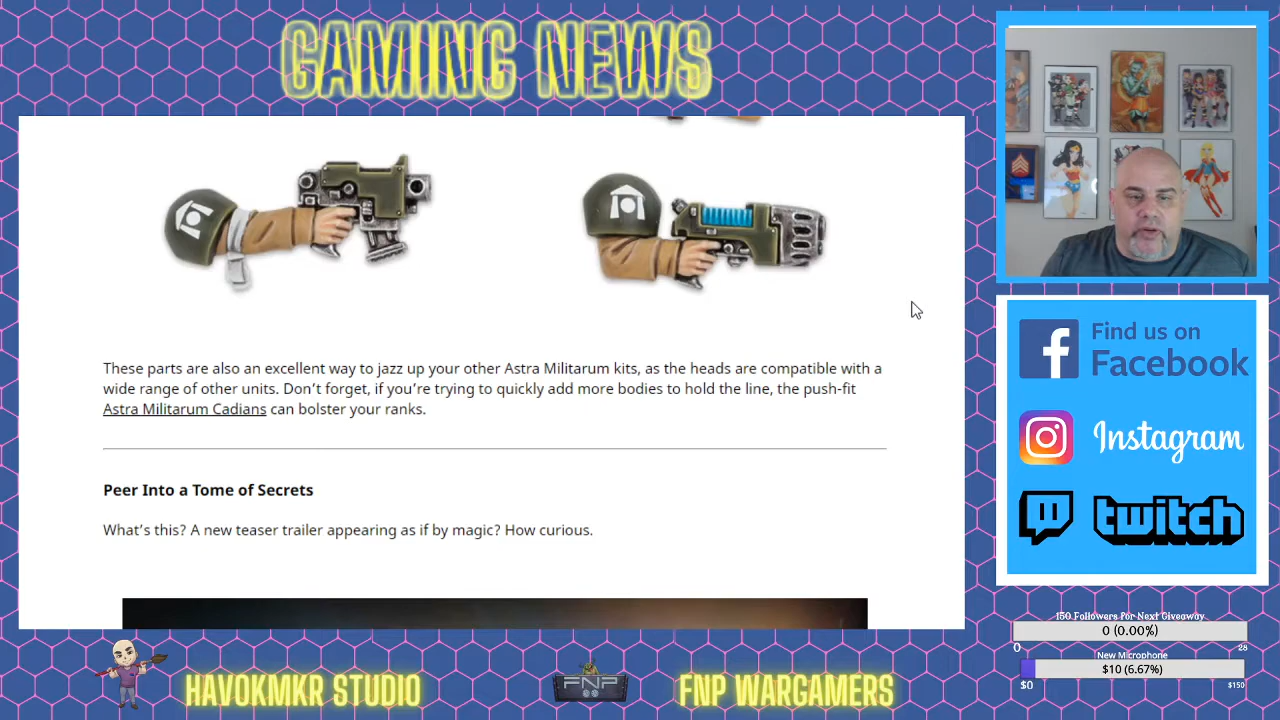 GAMING NEWS
These parts are also an excellent way to jazz up your other Astra Militarum kits, as the heads are compatible with a
wide range of other units. Don't forget, if you're trying to quickly add more bodies to hold the line, the push-fit
Astra Militarum Cadians can bolster your ranks.
Peer Into a Tome of Secrets
What's this? A new teaser trailer appearing as if by magic? How curious.
Find us on
Facebook
Instagram
twitch
150 Followers For Next Giveaway
0 (0.00%)
0 28
New Microphone
$10 (6.67%)
$0 $150
HAVOKMKR STUDIO
FNP
FNP WARGAMERS